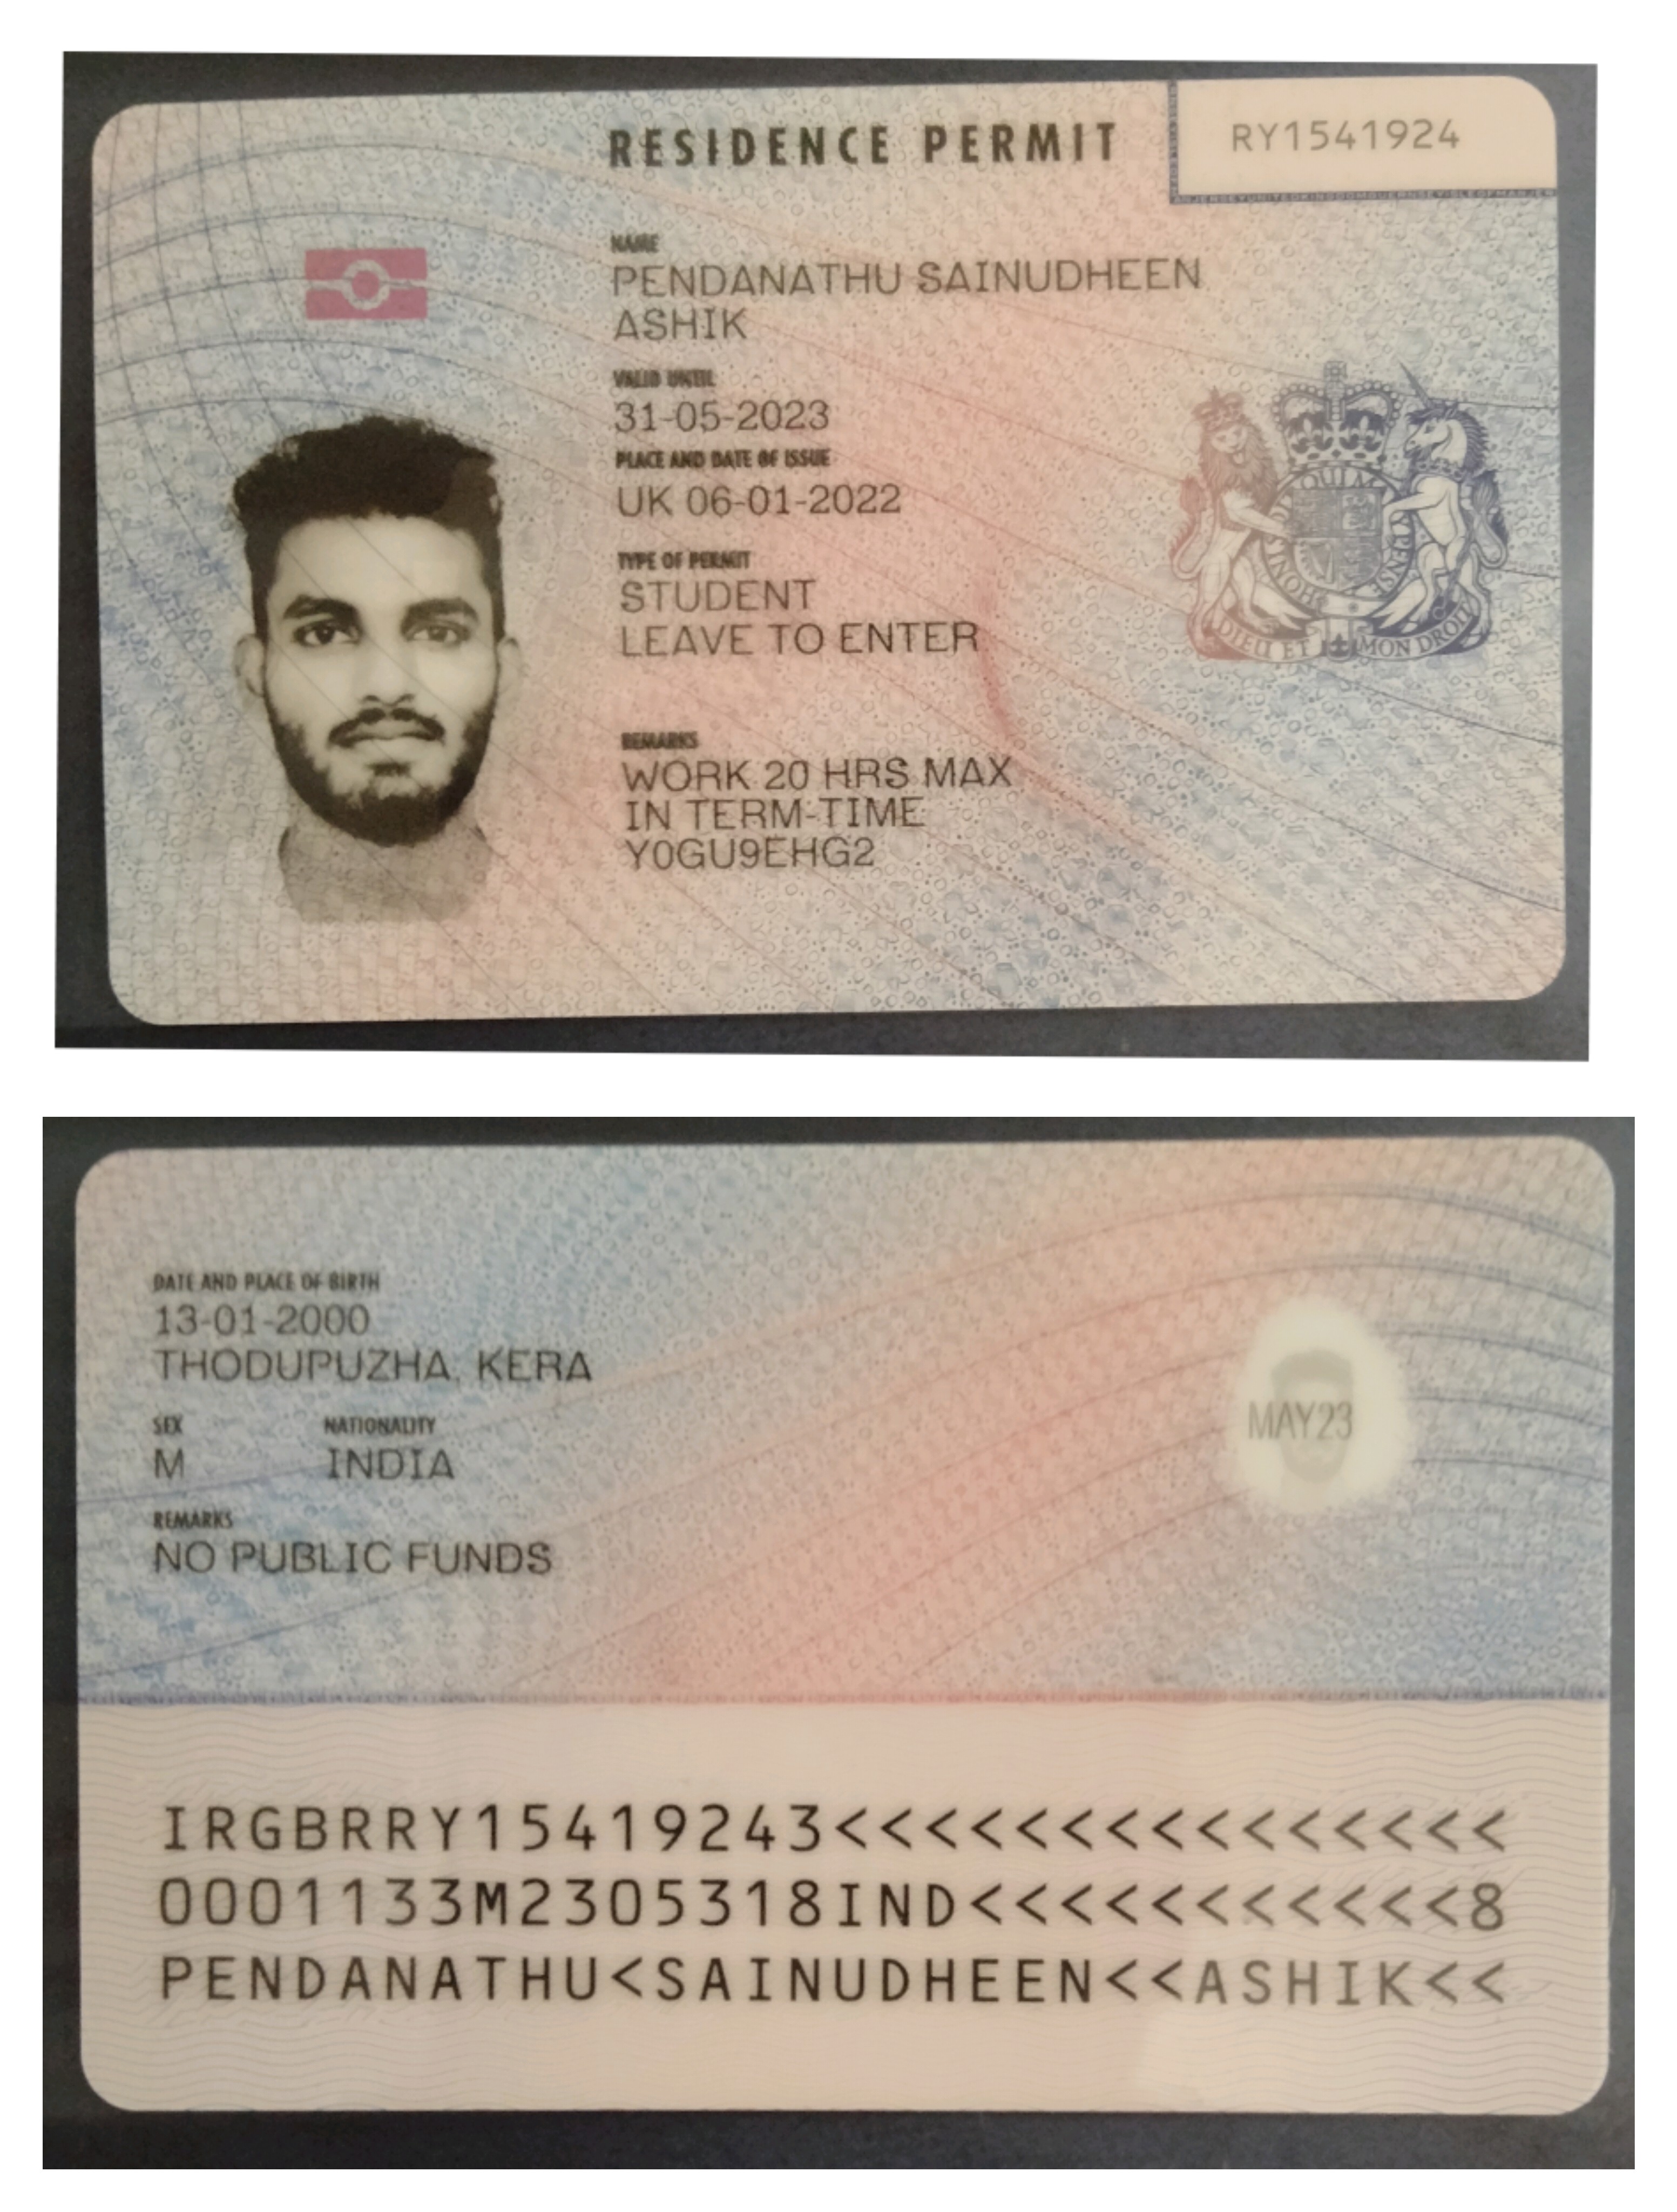 RESIDENCE PERMIT
RY1541924
NAME
PENDANATHU SAINUDHEEN
ASHIK
VALID UNTIL
31-05-2023
PLACE AND DATE OF ISSUE
UK 06-01-2022
TYPE OF PERMIT
STUDENT
LEAVE TO ENTER
REMARKS
WORK 20 HRS MAX
IN TERM-TIME
Y0GU9EHG2
DIEU ET MON DROIT
DATE AND PLACE OF BIRTH
13-01-2000
THODUPUZHA, KERA
SEX NATIONALITY
M INDIA
MAY23
REMARKS
NO PUBLIC FUNDS
IRGBRRY15419243<<<<<<<<<<<<<<<
0001133M2305318IND<<<<<<<<<<<8
PENDANATHU<SAINUDHEEN<<ASHIK<<